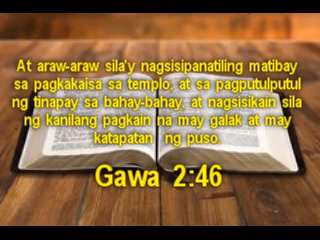 At araw-araw sila'y nagsisipanatiling matibay
sa pagkakaisa sa templo, at sa pagputulputul
ng tinapay sa bahay-bahay, at nagsisikain sila
ng kanilang pagkain na may galak at may
katapatan ng puso.
Gawa 2:46